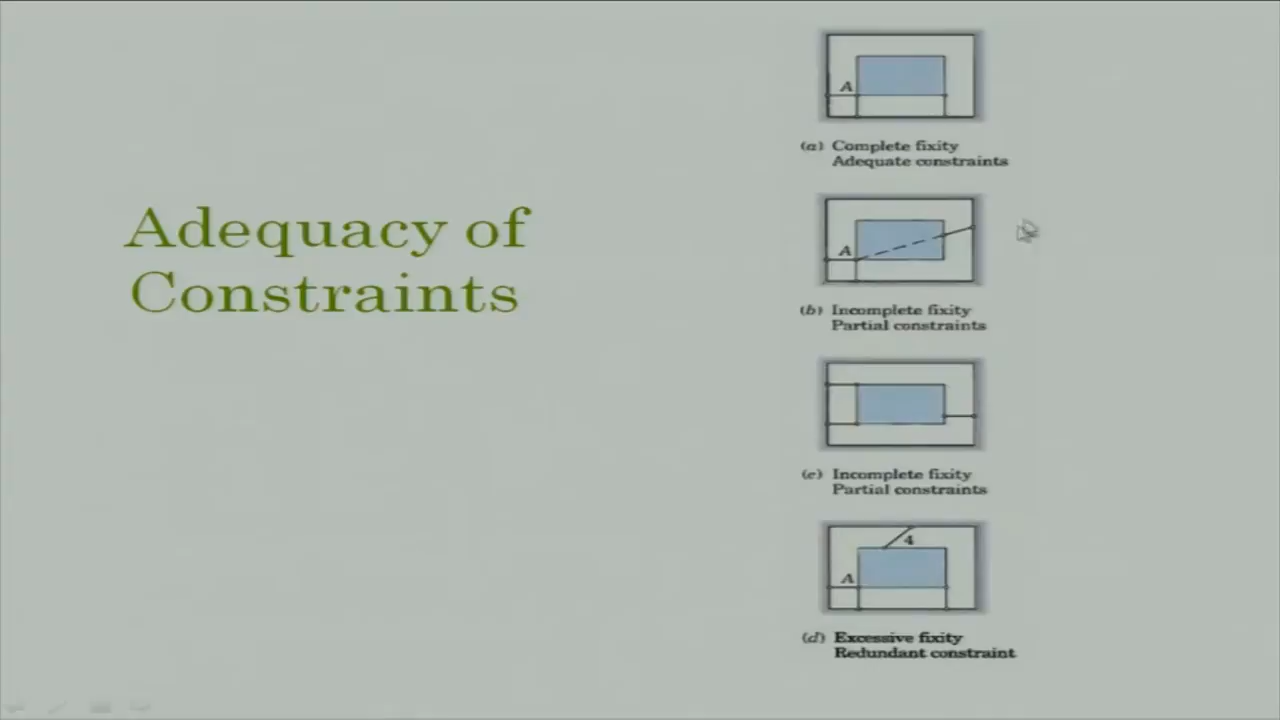 Adequacy of
Constraints
A
(a) Complete fixity
Adequate constraints
A
(b) Incomplete fixity
Partial constraints
(c) Incomplete fixity
Partial constraints
4
A
(d) Excessive fixity
Redundant constraint